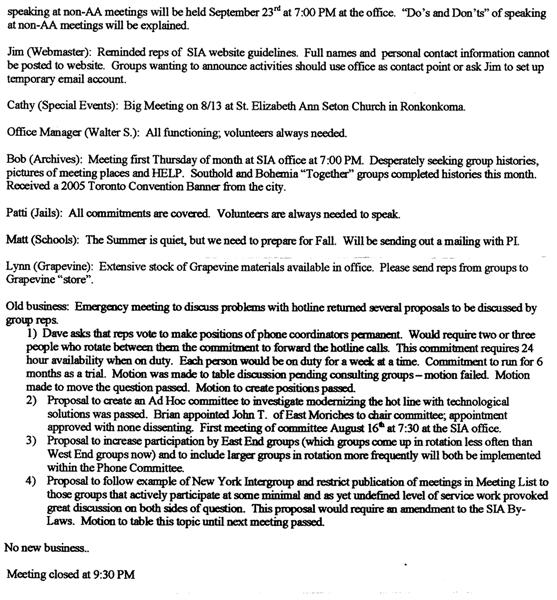 speaking at non-AA meetings will be held September 23rd at 7:00 PM at the office. “Do’s and Don’ts” of speaking
at non-AA meetings will be explained.
Jim (Webmaster): Reminded reps of SIA website guidelines. Full names and personal contact information cannot
be posted to website. Groups wanting to announce activities should use office as contact point or ask Jim to set up
temporary email account.
Cathy (Special Events): Big Meeting on 8/13 at St. Elizabeth Ann Seton Church in Ronkonkoma.
Office Manager (Walter S.): All functioning; volunteers always needed.
Bob (Archives): Meeting first Thursday of month at SIA office at 7:00 PM. Desperately seeking group histories,
pictures of meeting places and HELP. Southold and Bohemia “Together” groups completed histories this month.
Received a 2005 Toronto Convention Banner from the city.
Patti (Jails): All commitments are covered. Volunteers are always needed to speak.
Matt (Schools): The Summer is quiet, but we need to prepare for Fall. Will be sending out a mailing with PI.
Lynn (Grapevine): Extensive stock of Grapevine materials available in office. Please send reps from groups to
Grapevine “store”.
Old business: Emergency meeting to discuss problems with hotline returned several proposals to be discussed by
group reps.
1) Dave asks that reps vote to make positions of phone coordinators permanent. Would require two or three
people who rotate between them the commitment to forward the hotline calls. This commitment requires 24
hour availability when on duty. Each person would be on duty for a week at a time. Commitment to run for 6
months as a trial. Motion was made to table discussion pending consulting groups – motion failed. Motion
made to move the question passed. Motion to create positions passed.
2) Proposal to create an Ad Hoc committee to investigate modernizing the hot line with technological
solutions was passed. Brian appointed John T. of East Moriches to chair committee; appointment
approved with none dissenting. First meeting of committee August 16th at 7:30 at the SIA office.
3) Proposal to increase participation by East End groups (which groups come up in rotation less often than
West End groups now) and to include larger groups in rotation more frequently will both be implemented
within the Phone Committee.
4) Proposal to follow example of New York Intergroup and restrict publication of meetings in Meeting List to
those groups that actively participate at some minimal and as yet undefined level of service work provoked
great discussion on both sides of question. This proposal would require an amendment to the SIA By-
Laws. Motion to table this topic until next meeting passed.
No new business..
Meeting closed at 9:30 PM